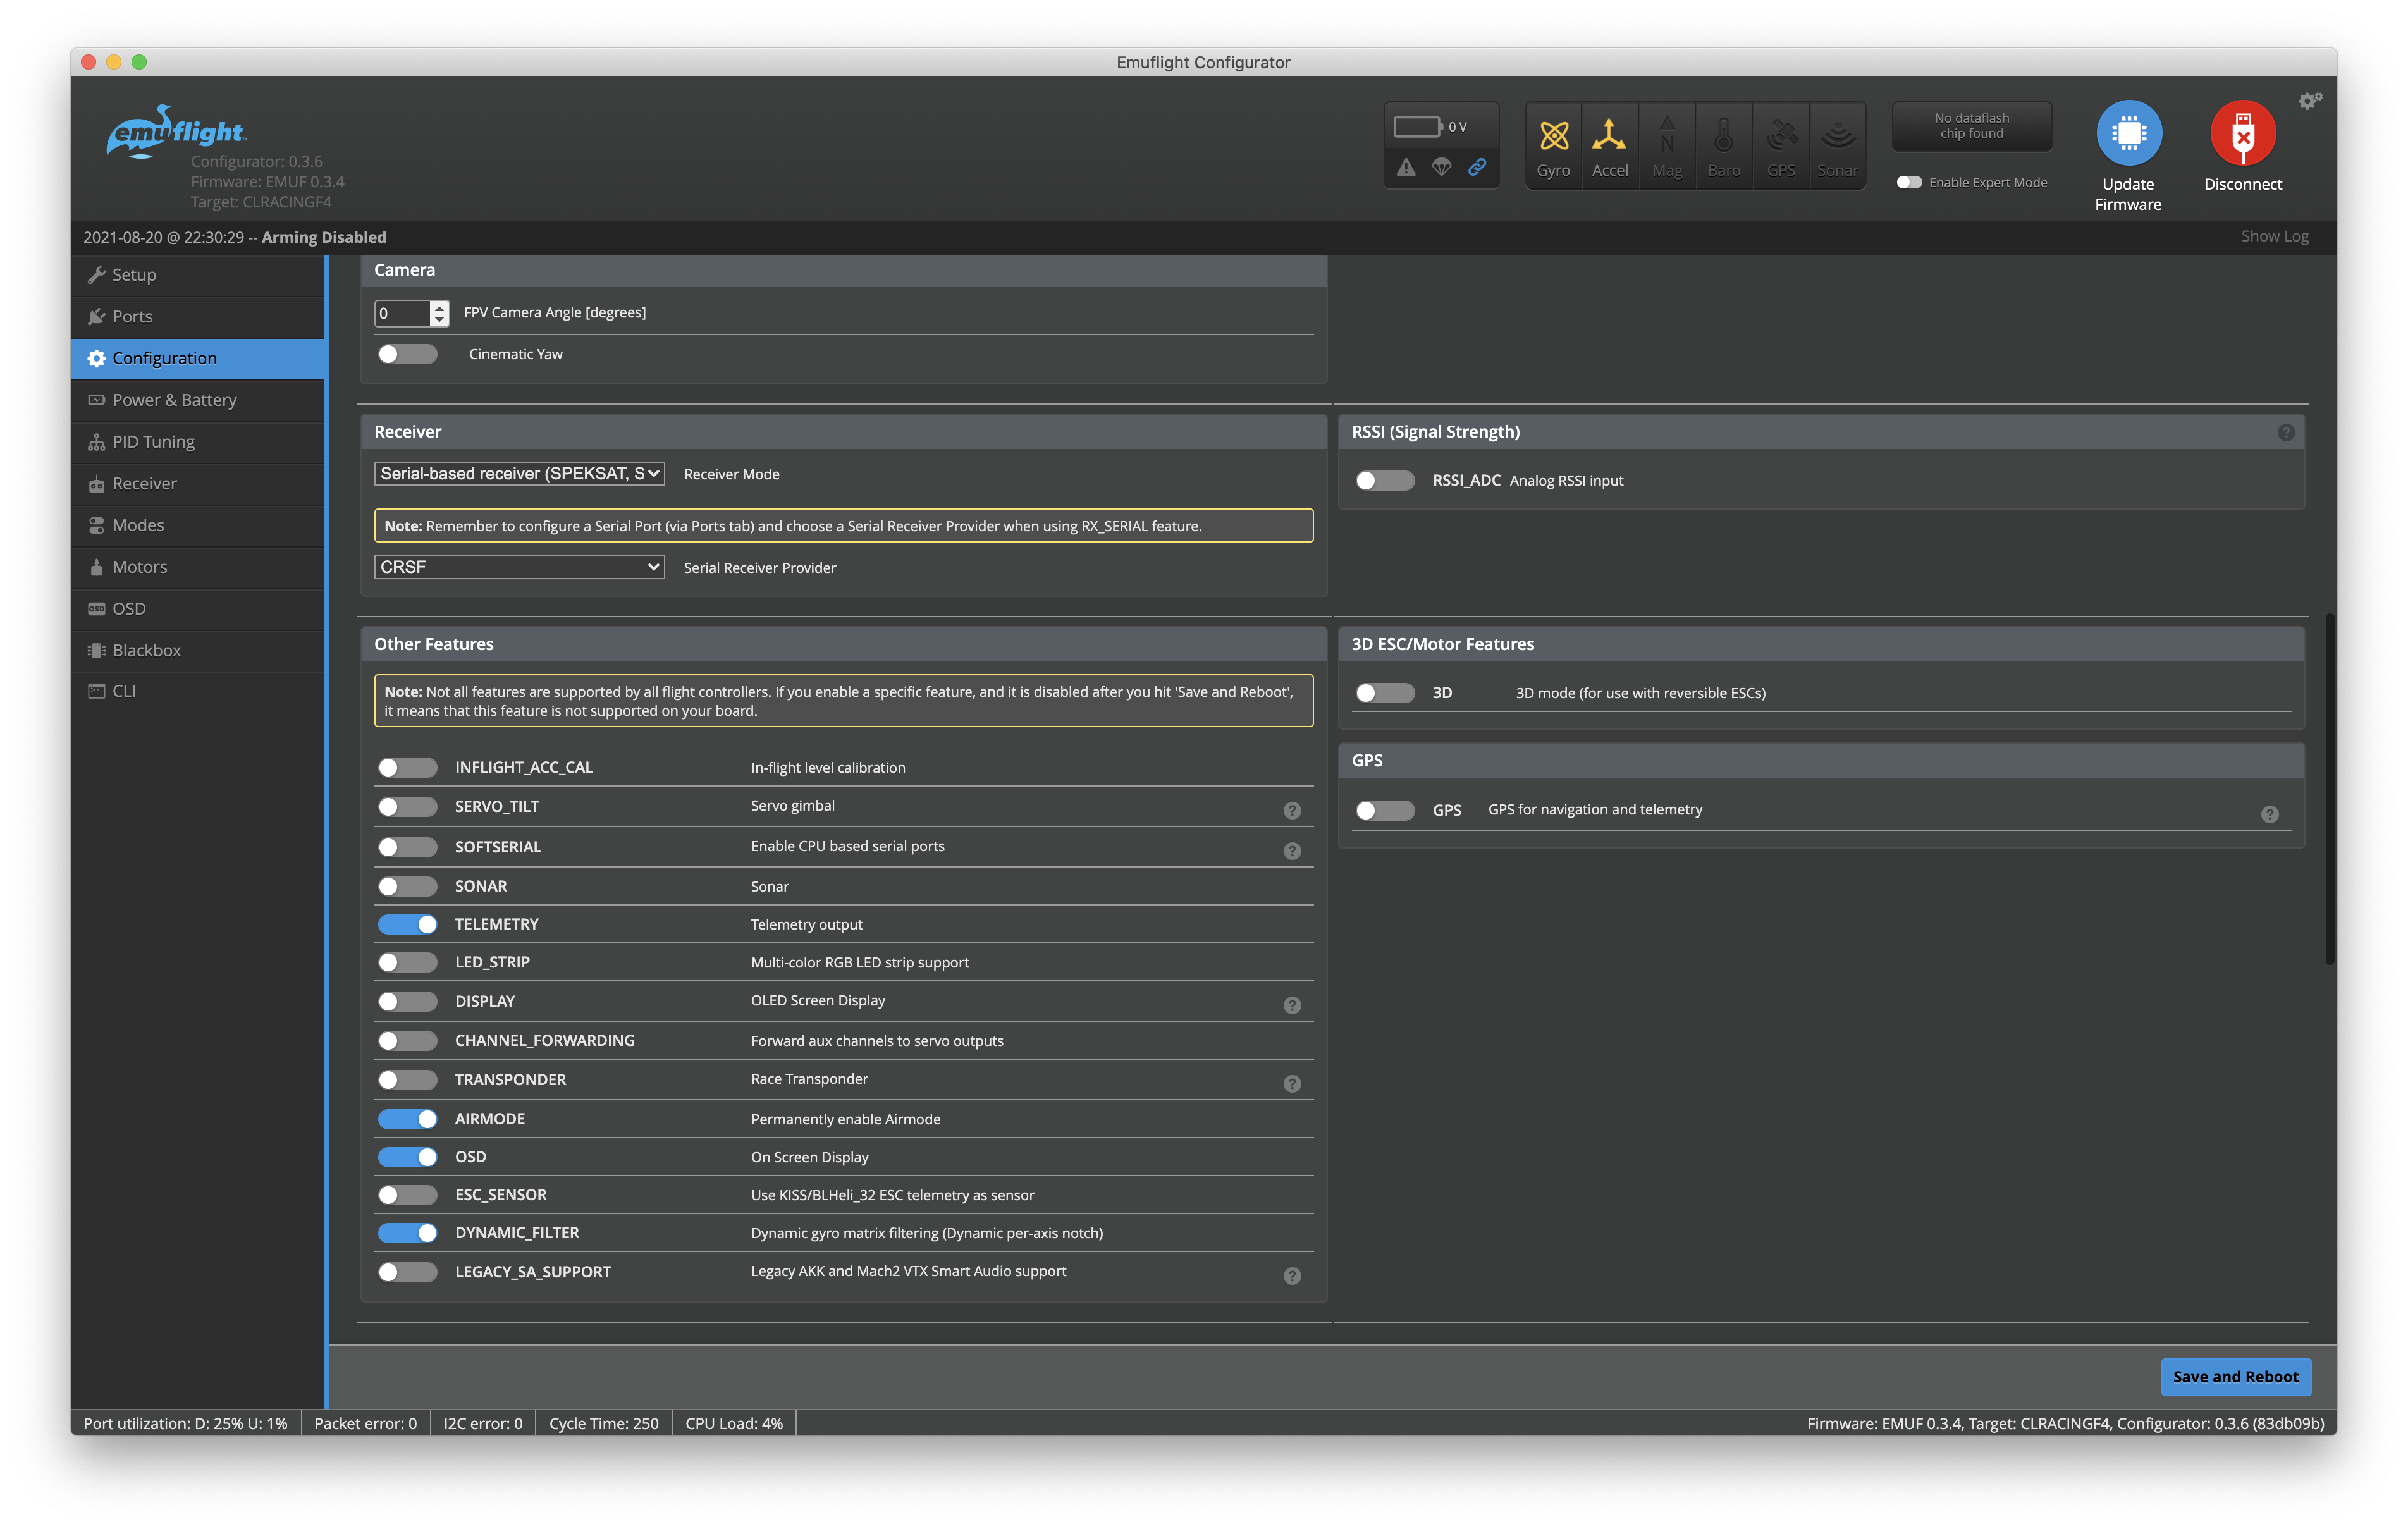 Emuflight Configurator
emuflight
Configurator: 0.3.6
Firmware: EMUF 0.3.4
Target: CLRACINGF4
0 V
Gyro
Accel
N
Mag
Baro
GPS
Sonar
No dataflash
chip found
Enable Expert Mode
Update
Firmware
Disconnect
2021-08-20 @ 22:30:29 -- Arming Disabled
Show Log
Setup
Ports
Configuration
Power & Battery
PID Tuning
Receiver
Modes
Motors
OSD OSD
Blackbox
CLI
Camera
0 FPV Camera Angle [degrees]
Cinematic Yaw
Receiver
Serial-based receiver (SPEKSAT, S Receiver Mode
Note: Remember to configure a Serial Port (via Ports tab) and choose a Serial Receiver Provider when using RX_SERIAL feature.
CRSF Serial Receiver Provider
RSSI (Signal Strength) ?
RSSI_ADC Analog RSSI input
Other Features
Note: Not all features are supported by all flight controllers. If you enable a specific feature, and it is disabled after you hit 'Save and Reboot',
it means that this feature is not supported on your board.
INFLIGHT_ACC_CAL In-flight level calibration
SERVO_TILT Servo gimbal ?
SOFTSERIAL Enable CPU based serial ports ?
SONAR Sonar
TELEMETRY Telemetry output
LED_STRIP Multi-color RGB LED strip support
DISPLAY OLED Screen Display ?
CHANNEL_FORWARDING Forward aux channels to servo outputs
TRANSPONDER Race Transponder ?
AIRMODE Permanently enable Airmode
OSD On Screen Display
ESC_SENSOR Use KISS/BLHeli_32 ESC telemetry as sensor
DYNAMIC_FILTER Dynamic gyro matrix filtering (Dynamic per-axis notch)
LEGACY_SA_SUPPORT Legacy AKK and Mach2 VTX Smart Audio support ?
3D ESC/Motor Features
3D 3D mode (for use with reversible ESCs)
GPS
GPS GPS for navigation and telemetry ?
Save and Reboot
Port utilization: D: 25% U: 1% Packet error: 0 I2C error: 0 Cycle Time: 250 CPU Load: 4%
Firmware: EMUF 0.3.4, Target: CLRACINGF4, Configurator: 0.3.6 (83db09b)